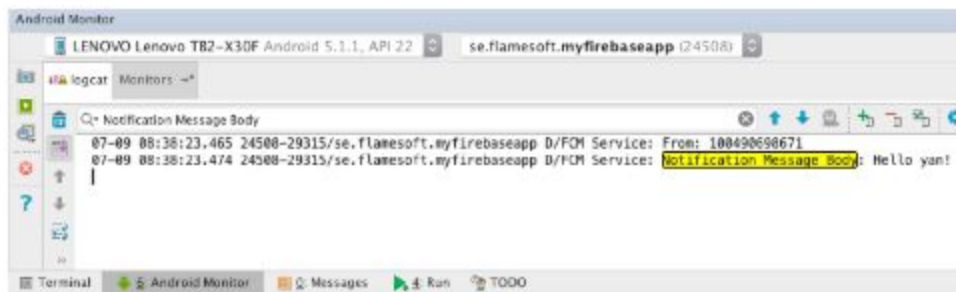 Android Monitor
LENOVO Lenovo TB2-X30F Android 5.1.1, API 22 se.flamesoft.myfirebaseapp (24508)
logcat Monitors
Notification Message Body
07-09 08:38:23.465 24508-29315/se.flamesoft.myfirebaseapp D/FCM Service: From: 100490698671
07-09 08:38:23.474 24508-29315/se.flamesoft.myfirebaseapp D/FCM Service: Notification Message Body: Hello yan!
?
Terminal 6: Android Monitor 0: Messages 4: Run TODO